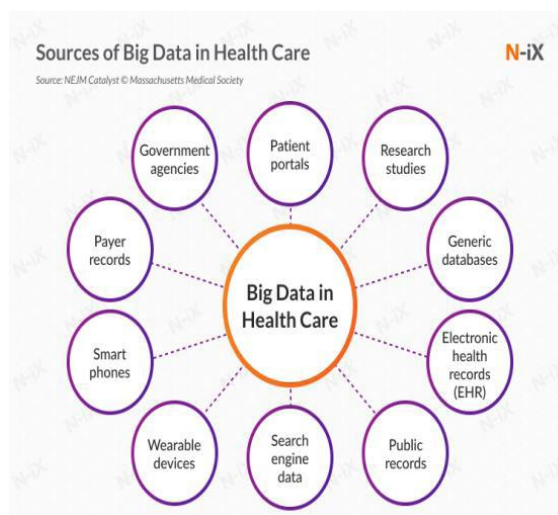 Sources of Big Data in Health Care
N-iX
Source: NEJM Catalyst © Massachusetts Medical Society
Government
agencies
Patient
portals
Research
studies
Payer
records
Generic
databases
Big Data in
Health Care
Smart
phones
Electronic
health
records
(EHR)
Wearable
devices
Search
engine
data
Public
records